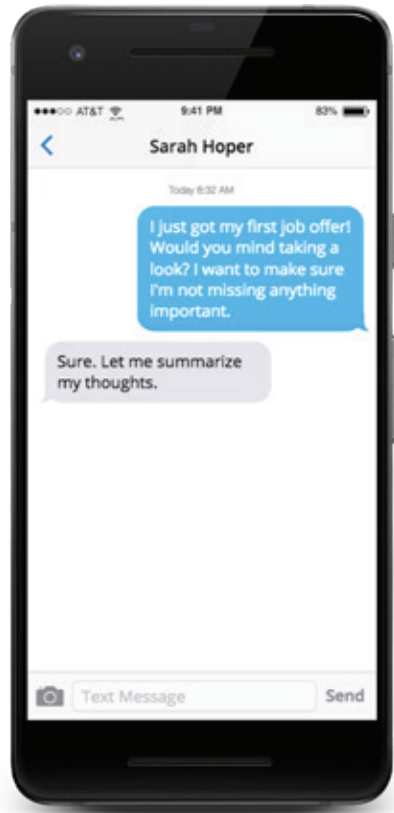 AT&T 9:41 PM 83%
Sarah Hoper
Today 8:32 AM
I just got my first job offer!
Would you mind taking a
look? I want to make sure
I'm not missing anything
important.
Sure. Let me summarize
my thoughts.
Text Message Send